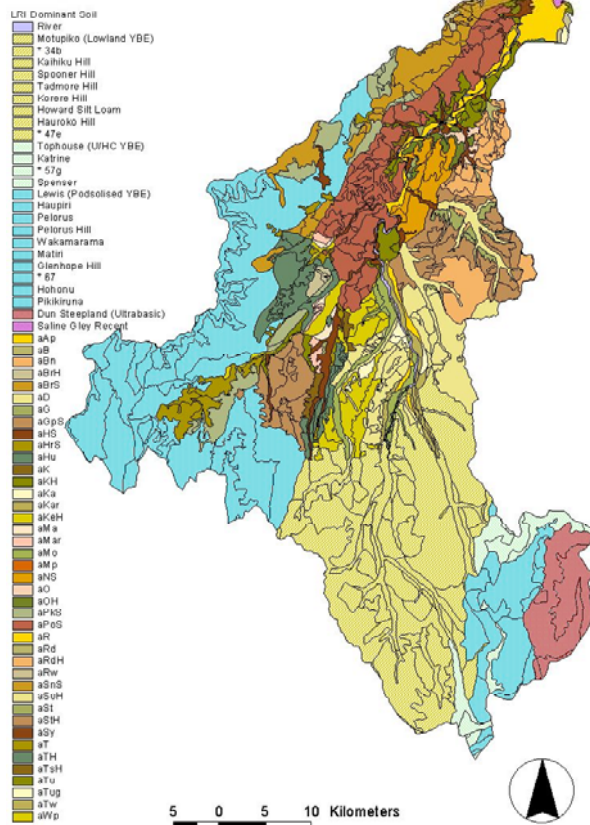 LRI Dominant Soil
River
Motupiko (Lowland YBE)
* 34b
Kaihiku Hill
Spooner Hill
Tadmore Hill
Korere Hill
Howard Silt Loam
Hauroko Hill
* 47e
Tophouse (U/HC YBE)
Katrine
* 57g
Spenser
Lewis (Podsolised YBE)
Haupiri
Pelorus
Pelorus Hill
Wakamarama
Matiri
Glenhope Hill
* 67
Hohonu
Pikikiruna
Dun Steepland (Ultrabasic)
Saline Gley Recent
aAp
aB
aBn
aBrH
aBrS
aD
aG
aGpS
aHS
aHrS
aHu
aK
aKH
aKa
aKar
aKeH
aMa
aMar
aMo
aMp
aNS
aO
aOH
aPkS
aPoS
aR
aRd
aRdH
aRw
aSnS
aSuH
aSt
aStH
aSy
aT
aTH
aTsH
aTu
aTug
aTw
aWp
5 0 5 10 Kilometers